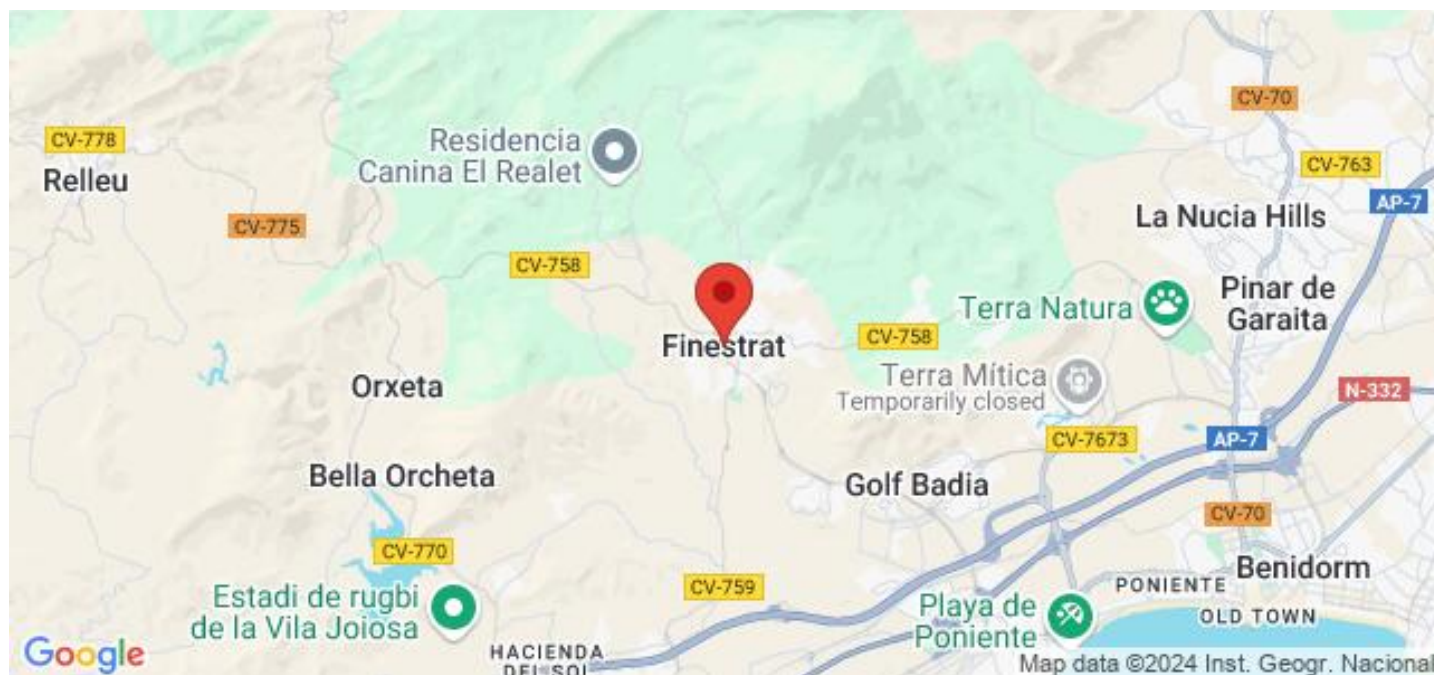 CV-70
CV-778
Relleu
Residencia
Canina El Realet
CV-763
AP-7
La Nucia Hills
CV-775
CV-758
Terra Natura
Pinar de
Garaita
Finestrat
CV-758
Terra Mítica
Temporarily closed
Orxeta
N-332
CV-7673
AP-7
Bella Orcheta
Golf Badia
CV-70
CV-770
Benidorm
CV-759
PONIENTE
Estadi de rugbi
de la Vila Joiosa
Playa de
Poniente
OLD TOWN
HACIENDA
DEL SOL
Google
Map data ©2024 Inst. Geogr. Nacional